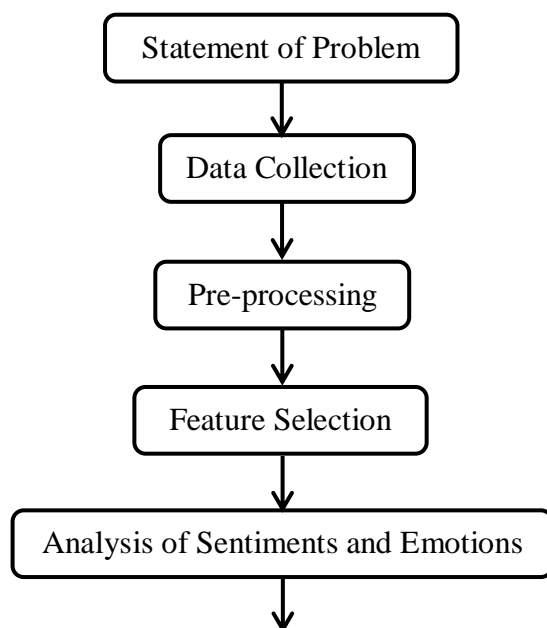 Statement of Problem
Data Collection
Pre-processing
Feature Selection
Analysis of Sentiments and Emotions